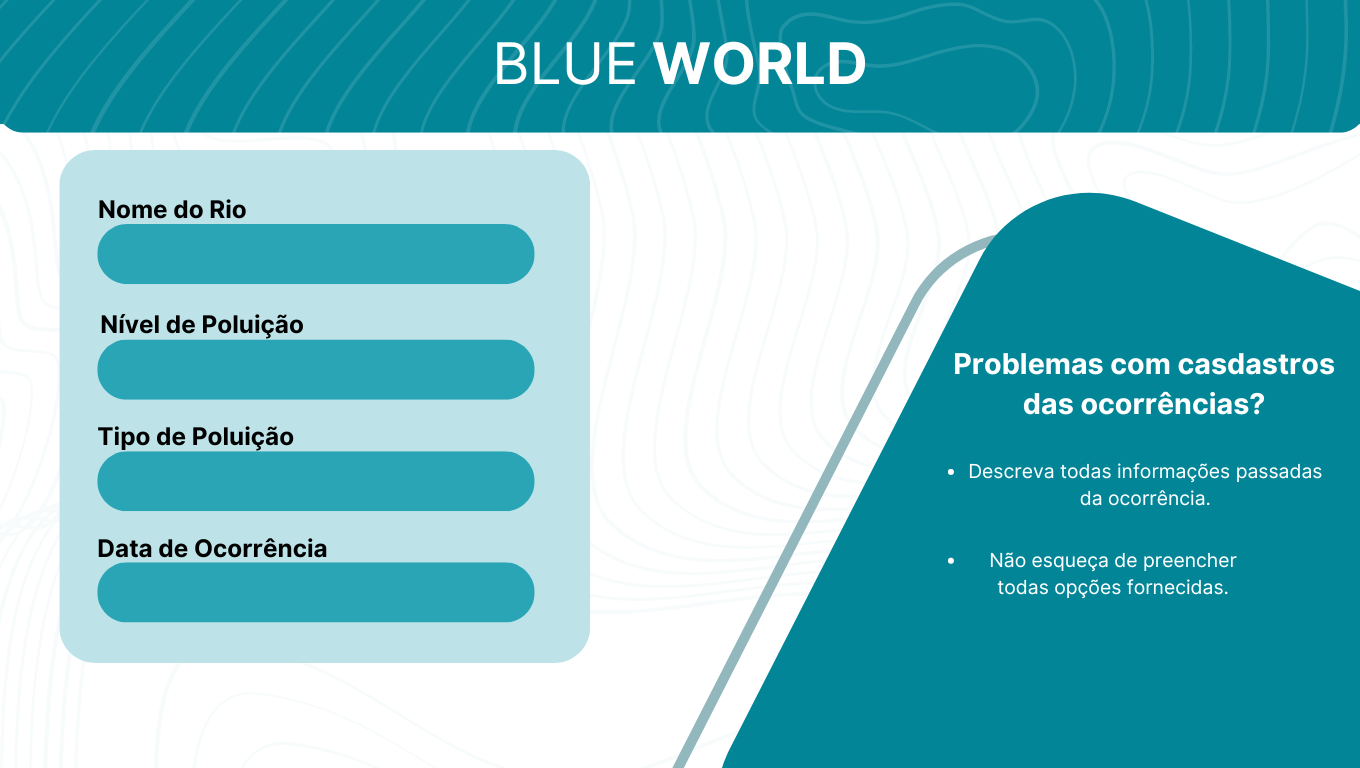 BLUE WORLD
Nome do Rio
Nível de Poluição
Tipo de Poluição
Data de Ocorrência
Problemas com casdastros
das ocorrências?
• Descreva todas informações passadas
da ocorrência.
• Não esqueça de preencher
todas opções fornecidas.